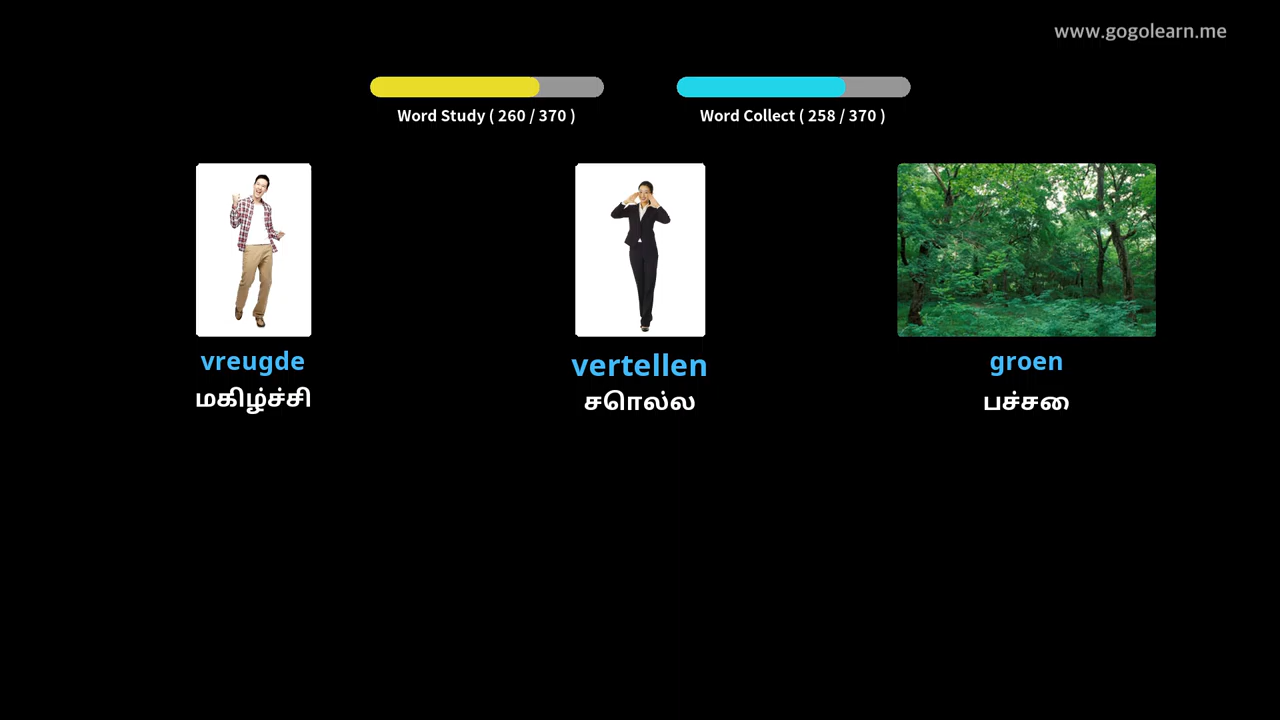 www.gogolearn.me
Word Study ( 260 / 370 )
Word Collect ( 258 / 370 )
vreugde
vertellen
groen
மகிழ்ச்சி
சொல்ல
பச்சை